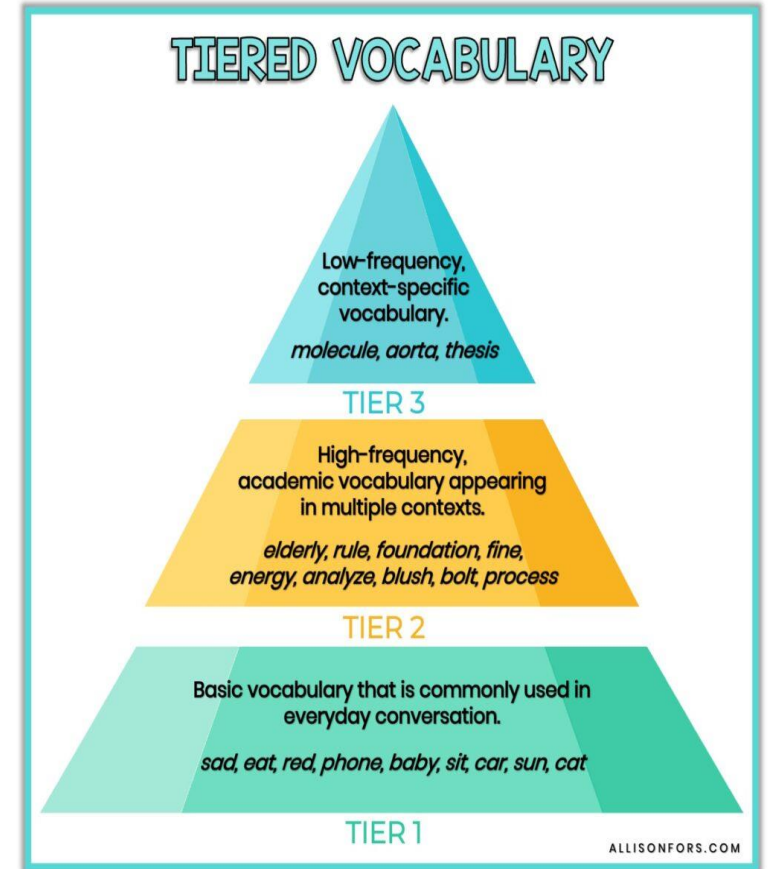 TIERED VOCABULARY
Low-frequency,
context-specific
vocabulary.
molecule, aorta, thesis
TIER 3
High-frequency,
academic vocabulary appearing
in multiple contexts.
elderly, rule, foundation, fine,
energy, analyze, blush, bolt, process
TIER 2
Basic vocabulary that is commonly used in
everyday conversation.
sad, eat, red, phone, baby, sit, car, sun, cat
TIER 1
ALLISONFORS.COM